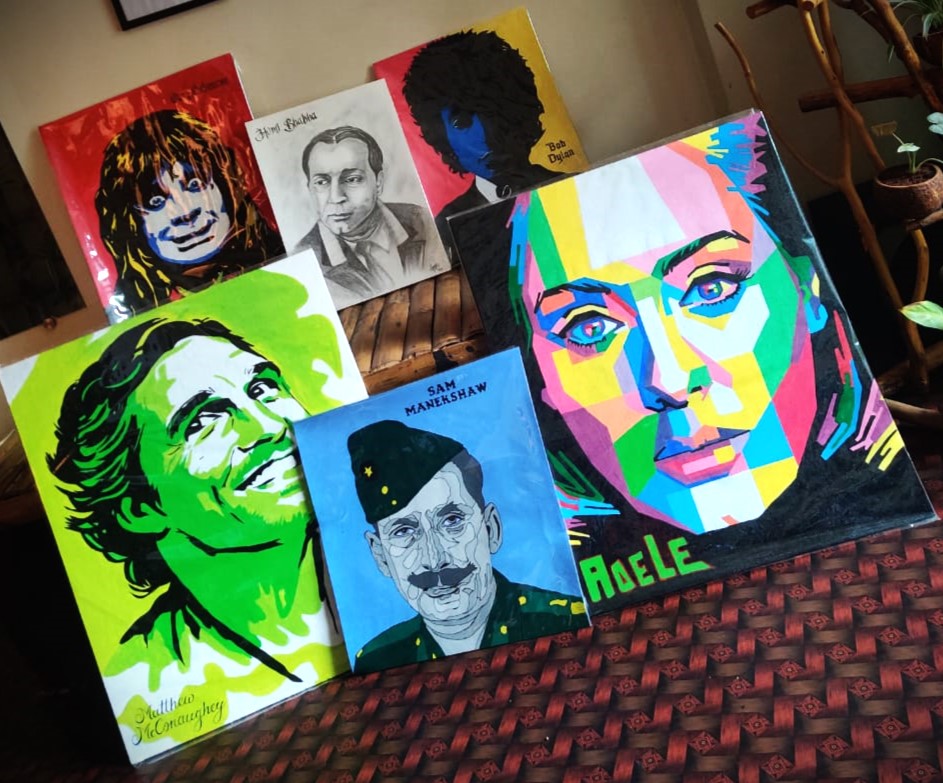 Homi Bhabha
Bob
Dylan
SAM
MANEKSHAW
ADELE
Matthew
McConaughey